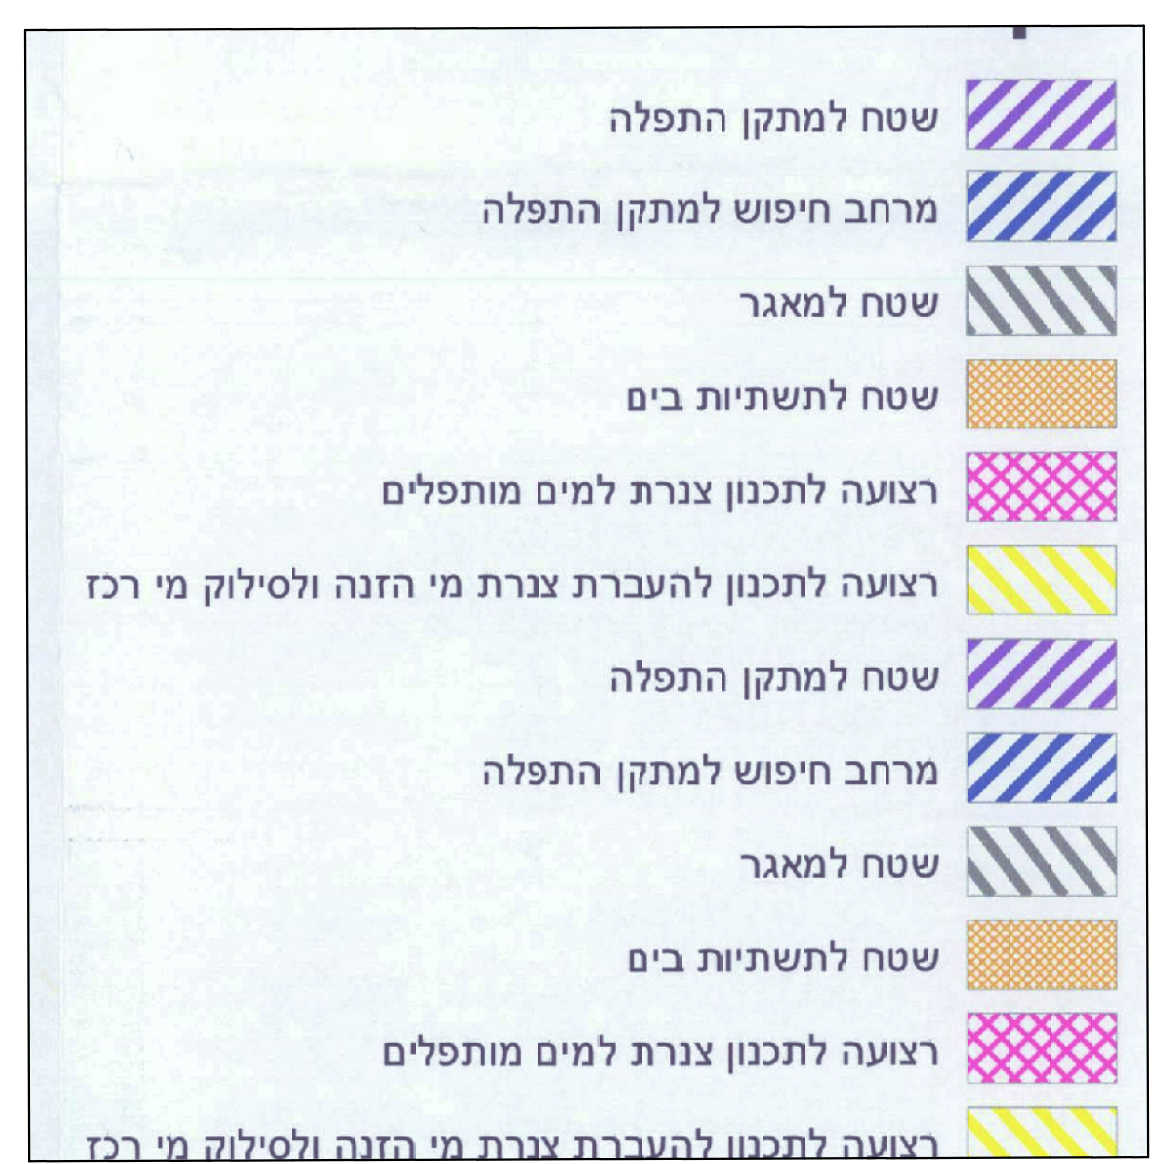 שטח למתקן התפלה
מרחב חיפוש למתקן התפלה
שטח למאגר
שטח לתשתיות בים
רצועה לתכנון צנרת למים מותפלים
רצועה לתכנון להעברת צנרת מי הזנה ולסילוק מי רכז
שטח למתקן התפלה
מרחב חיפוש למתקן התפלה
שטח למאגר
שטח לתשתיות בים
רצועה לתכנון צנרת למים מותפלים
רצועה לתכנון להעברת צנרת מי הזנה ולסילוק מי רכז